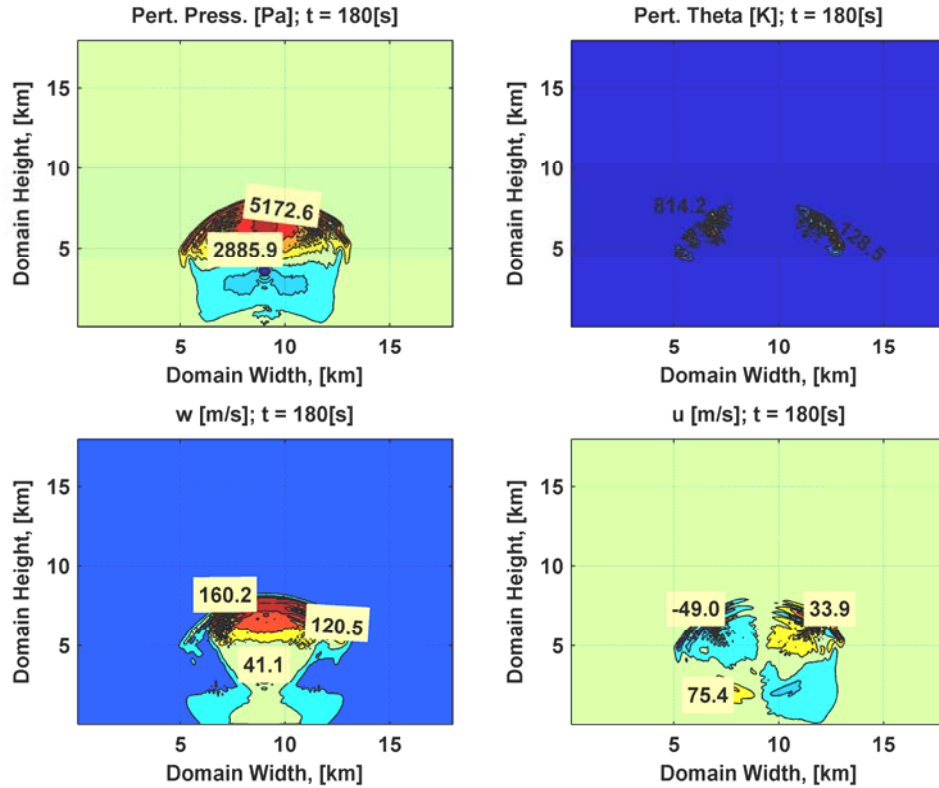 Pert. Press. [Pa]; t = 180[s]
Domain Height, [km]
15
10
5
5172.6
2885.9
5
10
15
Domain Width, [km]
Pert. Theta [K]; t = 180[s]
Domain Height, [km]
15
10
5
814.2
128.5
5
10
15
Domain Width, [km]
w [m/s]; t = 180[s]
Domain Height, [km]
15
10
5
160.2
120.5
41.1
5
10
15
Domain Width, [km]
u [m/s]; t = 180[s]
Domain Height, [km]
15
10
5
-49.0
33.9
75.4
5
10
15
Domain Width, [km]